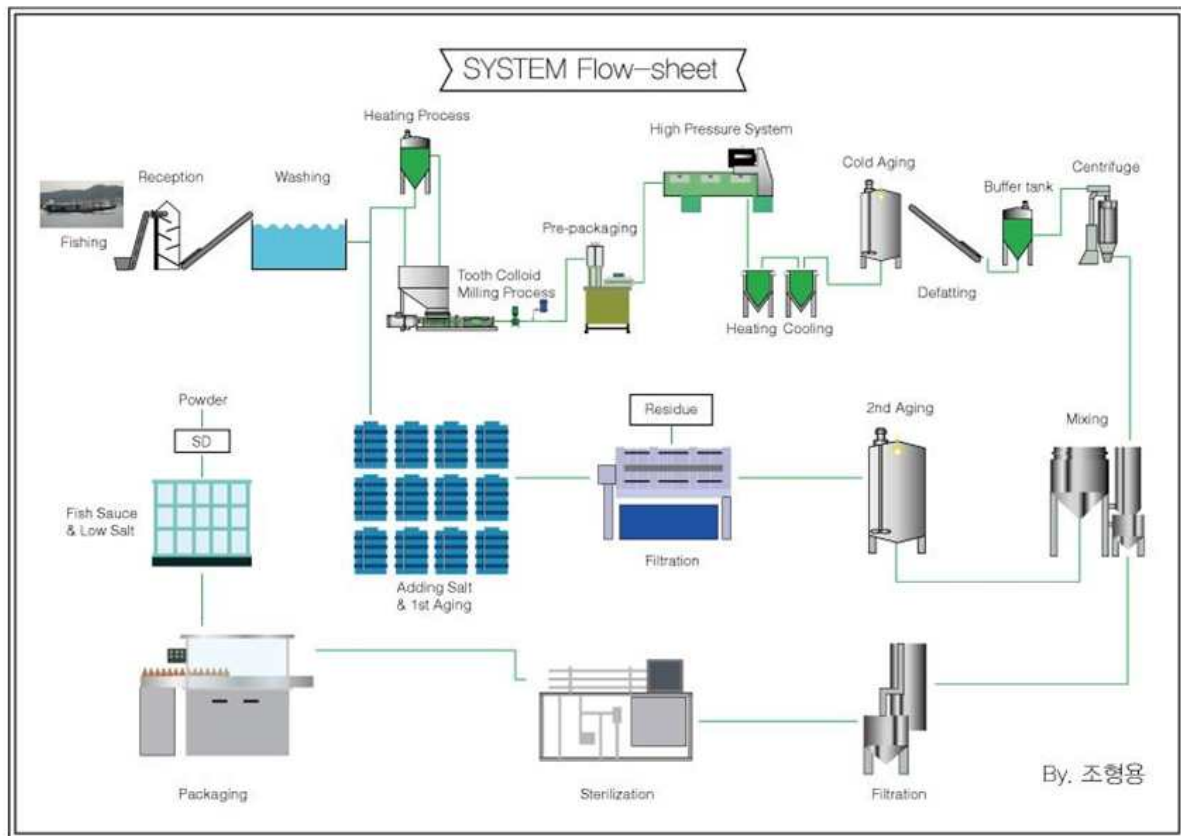 SYSTEM Flow-sheet
Heating Process
High Pressure System
Cold Aging
Centrifuge
Reception
Washing
Buffer tank
Fishing
Pre-packaging
Tooth Colloid
Milling Process
Defatting
Heating
Cooling
Powder
SD
Residue
2nd Aging
Mixing
Fish Sauce
& Low Salt
Filtration
Adding Salt
& 1st Aging
Packaging
Sterilization
Filtration
By. 조형용